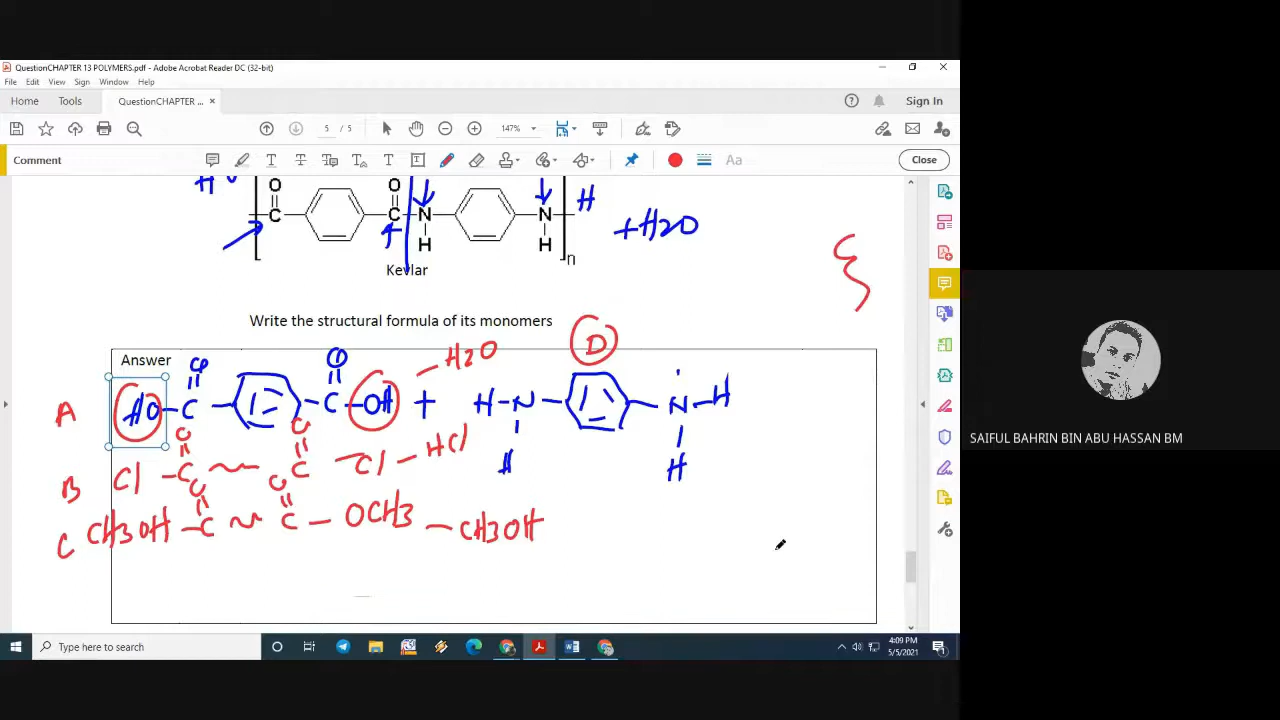 QuestionCHAPTER 13 POLYMERS.pdf - Adobe Acrobat Reader DC (32-bit)
File Edit View Sign Window Help
Home Tools QuestionCHAPTER ... × Sign In
5 / 5 147%
Comment Close
H O O H
C C N N
H H n
+H2O
Kevlar
Write the structural formula of its monomers
D
Answer
O O - H2O
A HO - C C - OH + H - N N - H
H H
O O
B Cl - C C Cl - HCl
O O
C CH3OH - C C - OCH3 - CH3OH
SAIFUL BAHRIN BIN ABU HASSAN BM
Type here to search
4:09 PM
5/5/2021